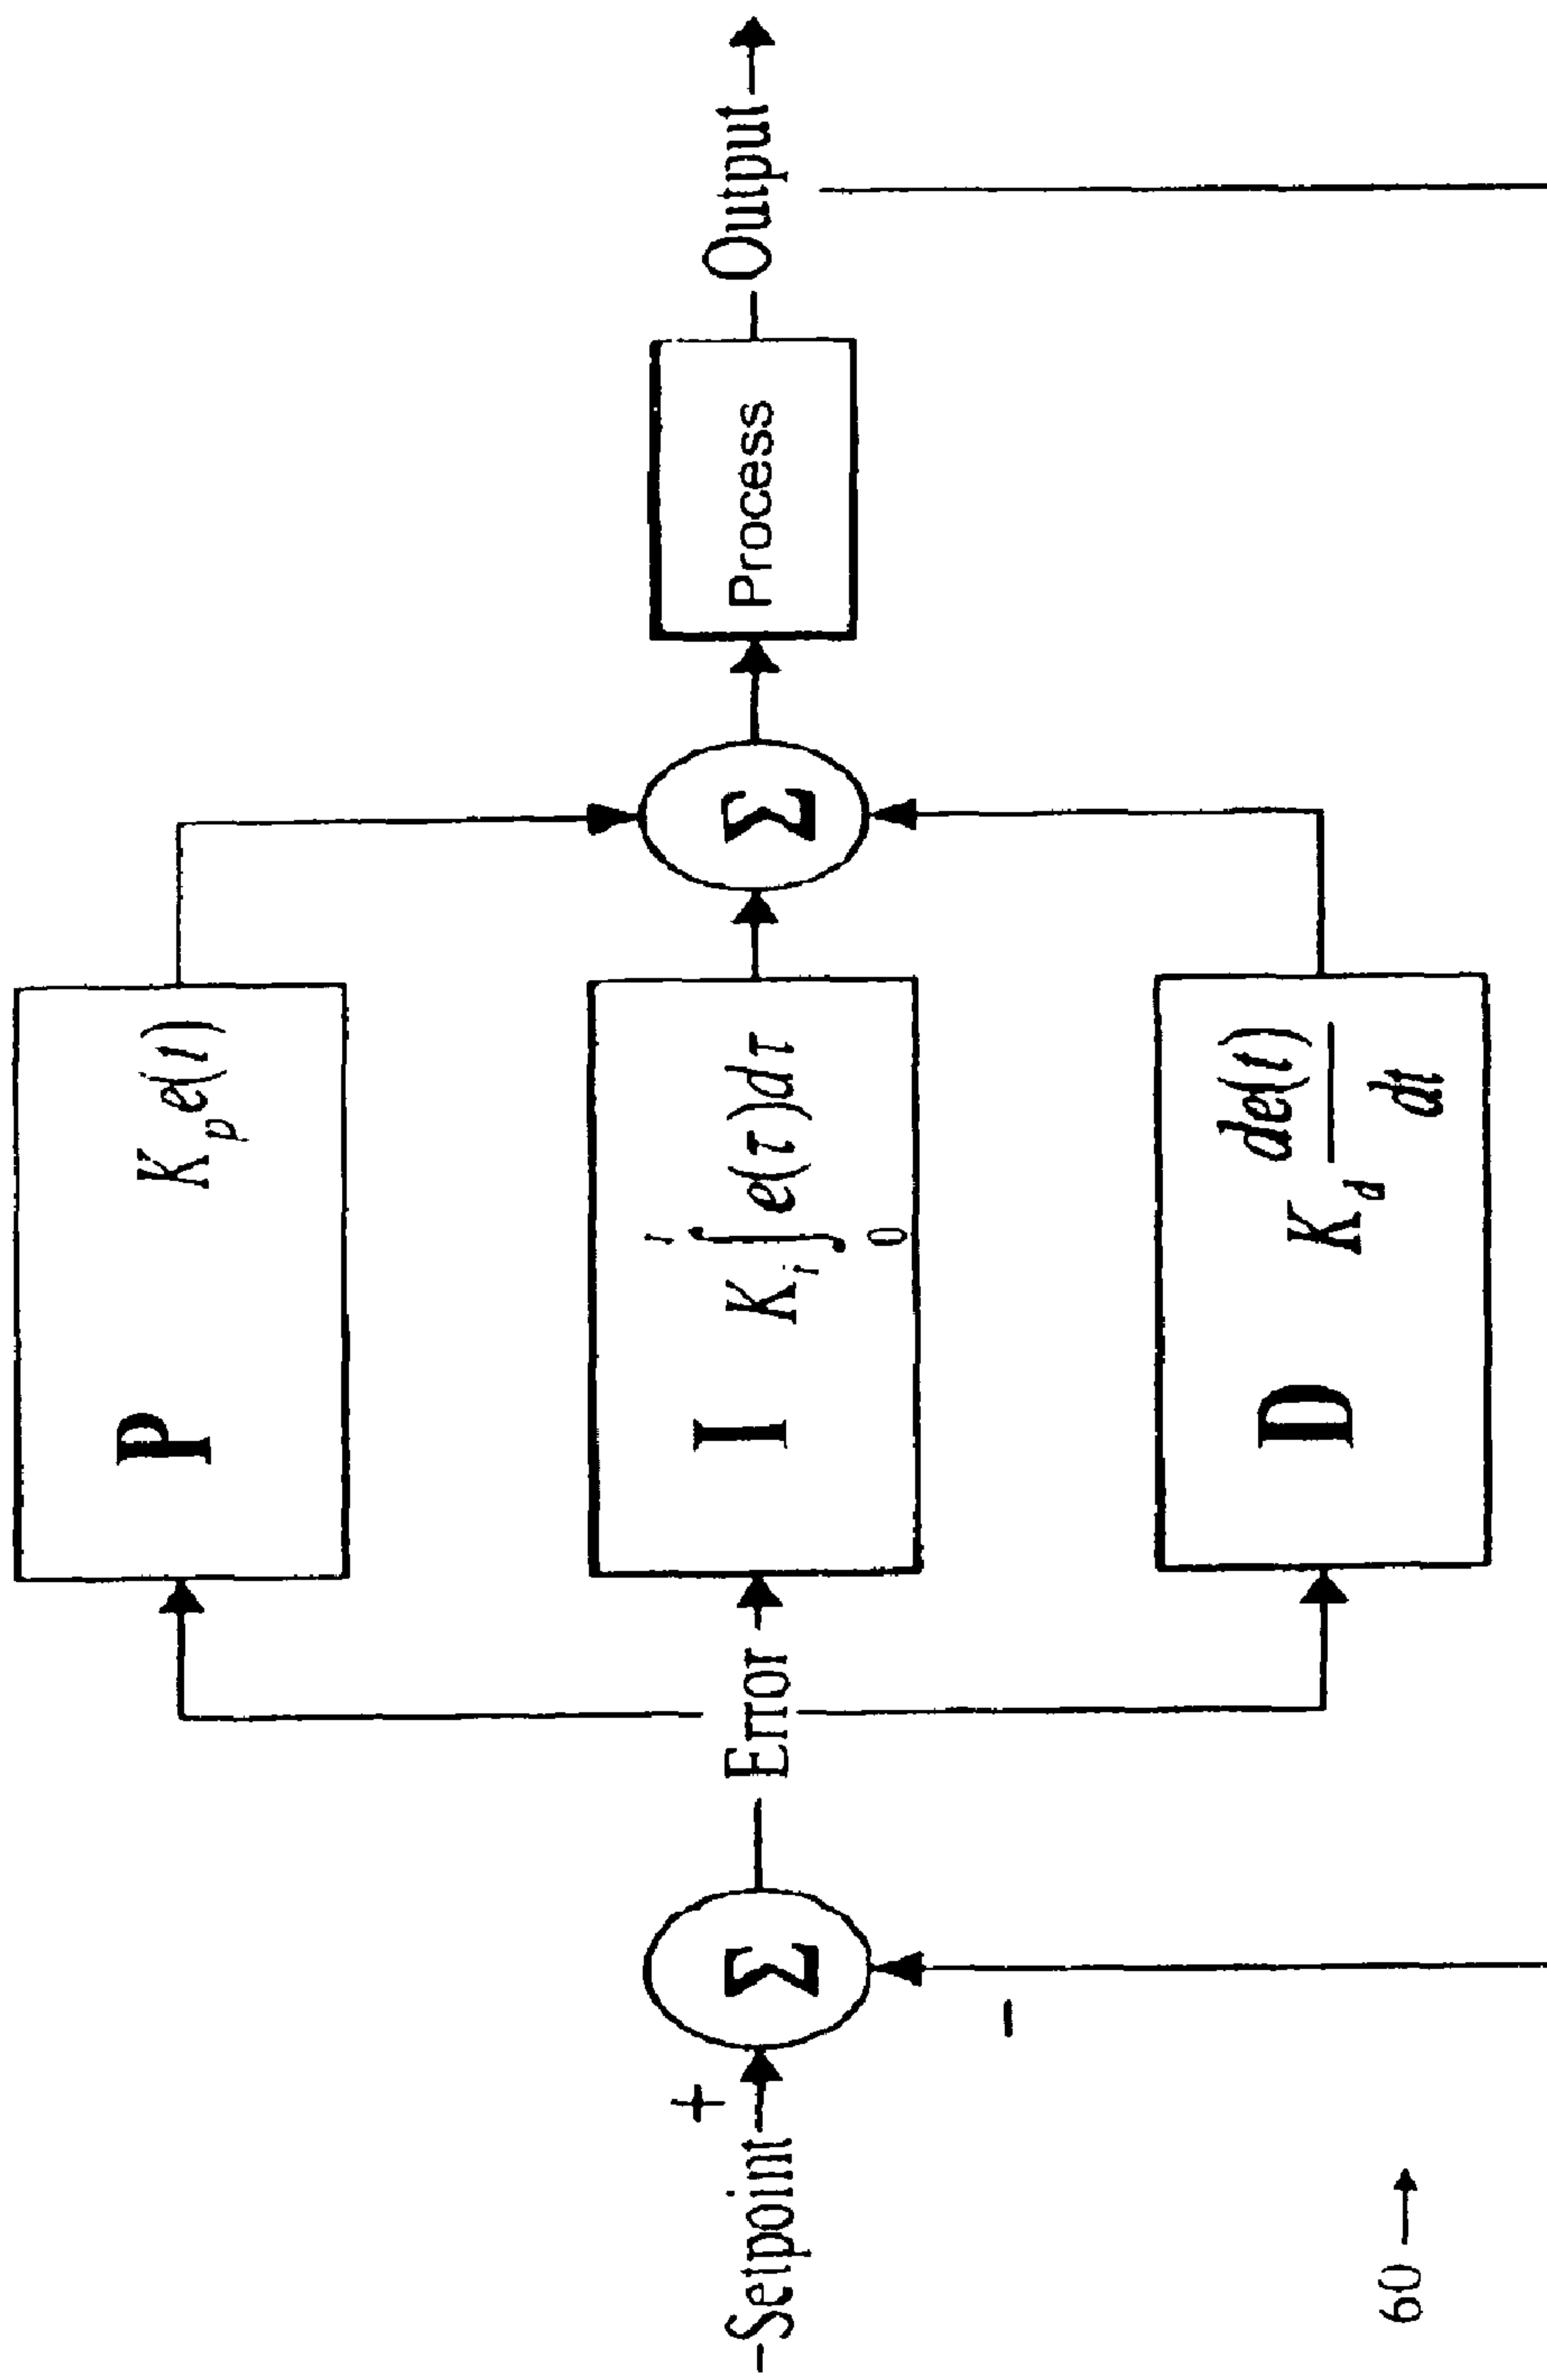 P K_p e(t)
Setpoint
+
Σ
Error
I K_i ∫_0^t e(τ)dτ
Σ
Process
Output
-
D K_d de(t)/dt
60